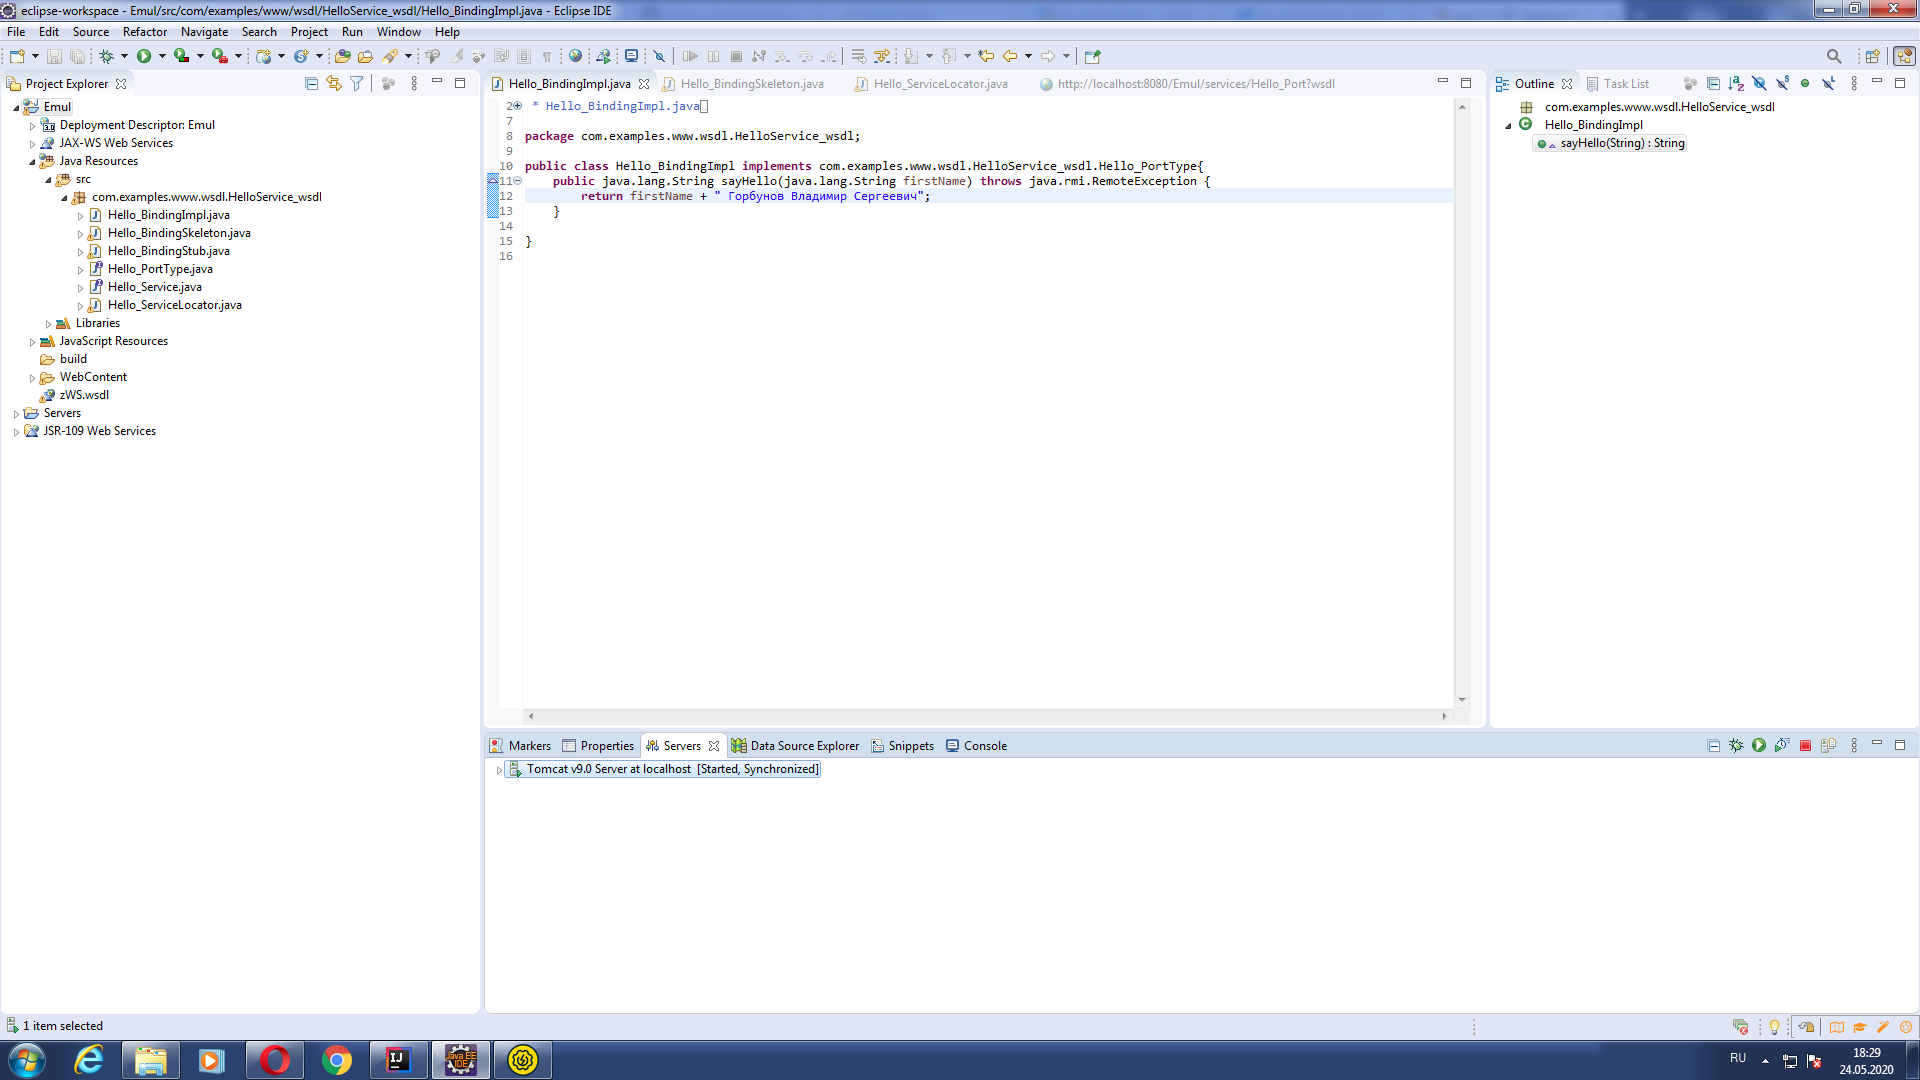 eclipse-workspace - Emul/src/com/examples/www/wsdl/HelloService_wsdl/Hello_BindingImpl.java - Eclipse IDE
File Edit Source Refactor Navigate Search Project Run Window Help
Project Explorer
Emul
Deployment Descriptor: Emul
JAX-WS Web Services
Java Resources
src
com.examples.www.wsdl.HelloService_wsdl
Hello_BindingImpl.java
Hello_BindingSkeleton.java
Hello_BindingStub.java
Hello_PortType.java
Hello_Service.java
Hello_ServiceLocator.java
Libraries
JavaScript Resources
build
WebContent
zWS.wsdl
Servers
JSR-109 Web Services
Hello_BindingImpl.java Hello_BindingSkeleton.java Hello_ServiceLocator.java http://localhost:8080/Emul/services/Hello_Port?wsdl
2 * Hello_BindingImpl.java
7
8 package com.examples.www.wsdl.HelloService_wsdl;
9
10 public class Hello_BindingImpl implements com.examples.www.wsdl.HelloService_wsdl.Hello_PortType{
11 public java.lang.String sayHello(java.lang.String firstName) throws java.rmi.RemoteException {
12 return firstName + " Горбунов Владимир Сергеевич";
13 }
14
15 }
16
Outline Task List
com.examples.www.wsdl.HelloService_wsdl
Hello_BindingImpl
sayHello(String) : String
Markers Properties Servers Data Source Explorer Snippets Console
Tomcat v9.0 Server at localhost [Started, Synchronized]
1 item selected
RU
18:29
24.05.2020